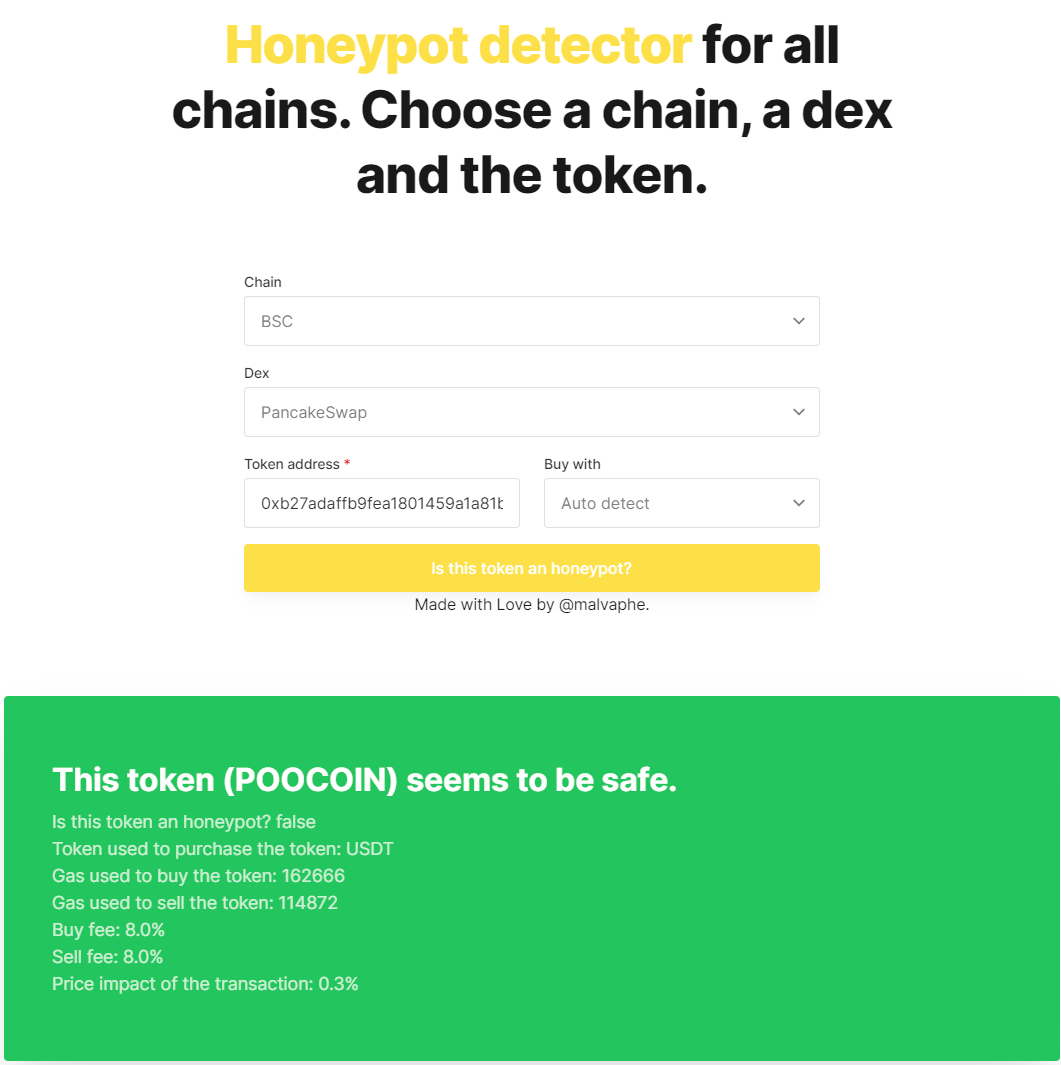 Honeypot detector for all
chains. Choose a chain, a dex
and the token.
Chain
BSC
Dex
PancakeSwap
Token address *
Buy with
0xb27adaffb9fea1801459a1a81b
Auto detect
Is this token an honeypot?
Made with Love by @malvaphe.
This token (POOCOIN) seems to be safe.
Is this token an honeypot? false
Token used to purchase the token: USDT
Gas used to buy the token: 162666
Gas used to sell the token: 114872
Buy fee: 8.0%
Sell fee: 8.0%
Price impact of the transaction: 0.3%